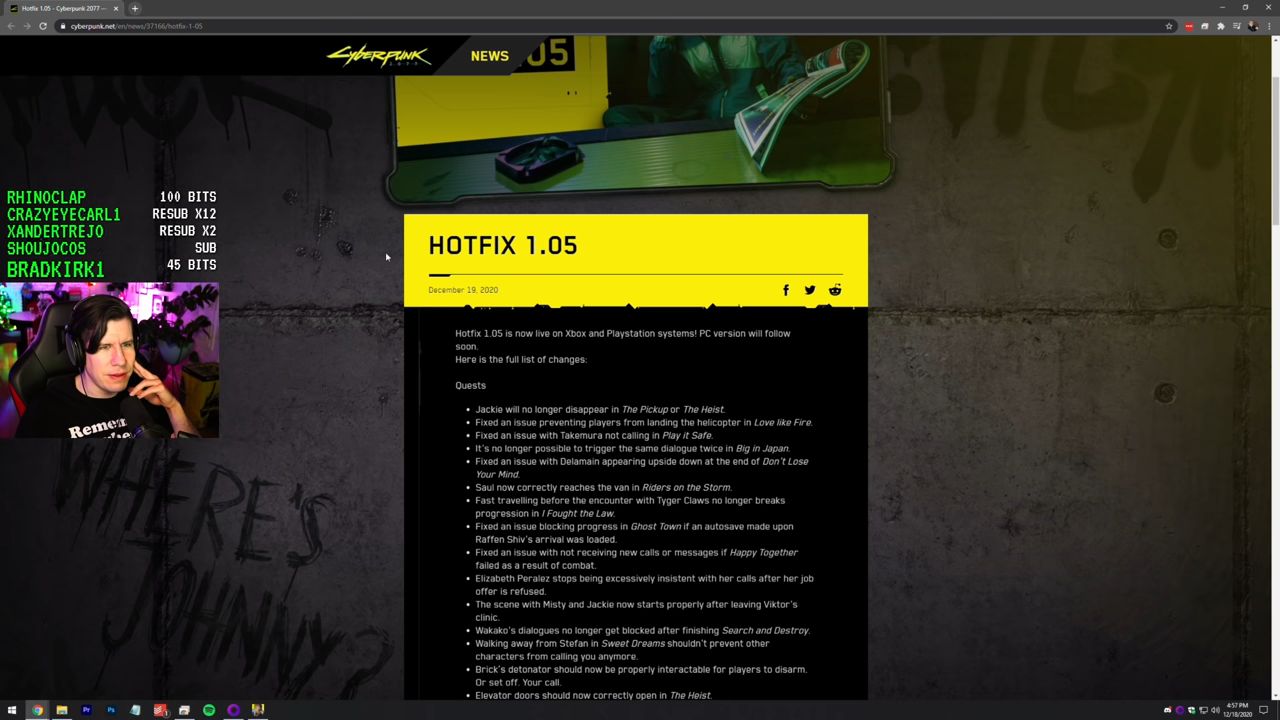 Hotfix 1.05 - Cyberpunk 2077 —
cyberpunk.net/en/news/37166/hotfix-1-05
CYBERPUNK
2077
NEWS
05
RHINOCLAP 100 BITS
CRAZYEYECARL1 RESUB X12
XANDERTREJO RESUB X2
SHOUJOCOS SUB
BRADKIRK1 45 BITS
HOTFIX 1.05
December 19, 2020
Hotfix 1.05 is now live on Xbox and Playstation systems! PC version will follow
soon.
Here is the full list of changes:
Quests
• Jackie will no longer disappear in The Pickup or The Heist.
• Fixed an issue preventing players from landing the helicopter in Love like Fire.
• Fixed an issue with Takemura not calling in Play it Safe.
• It's no longer possible to trigger the same dialogue twice in Big in Japan.
• Fixed an issue with Delamain appearing upside down at the end of Don't Lose
Your Mind.
• Saul now correctly reaches the van in Riders on the Storm.
• Fast travelling before the encounter with Tyger Claws no longer breaks
progression in I Fought the Law.
• Fixed an issue blocking progress in Ghost Town if an autosave made upon
Raffen Shiv's arrival was loaded.
• Fixed an issue with not receiving new calls or messages if Happy Together
failed as a result of combat.
• Elizabeth Peralez stops being excessively insistent with her calls after her job
offer is refused.
• The scene with Misty and Jackie now starts properly after leaving Viktor's
clinic.
• Wakako's dialogues no longer get blocked after finishing Search and Destroy.
• Walking away from Stefan in Sweet Dreams shouldn't prevent other
characters from calling you anymore.
• Brick's detonator should now be properly interactable for players to disarm.
Or set off. Your call.
• Elevator doors should now correctly open in The Heist.
THERES
4:57 PM
12/18/2020